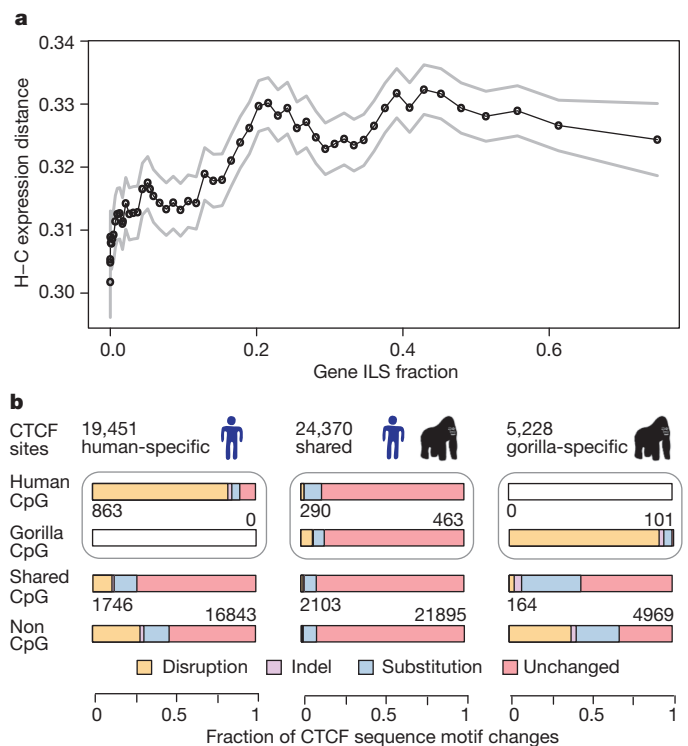 a
0.34
0.33
0.32
0.31
0.30
H–C expression distance
0.0 0.2 0.4 0.6
Gene ILS fraction
b
CTCF sites
19,451 human-specific
24,370 shared
5,228 gorilla-specific
Human CpG
863 0
290 463
0 101
Gorilla CpG
Shared CpG
1746 16843
2103 21895
164 4969
Non CpG
Disruption Indel Substitution Unchanged
0 0.5 1 0 0.5 1 0 0.5 1
Fraction of CTCF sequence motif changes